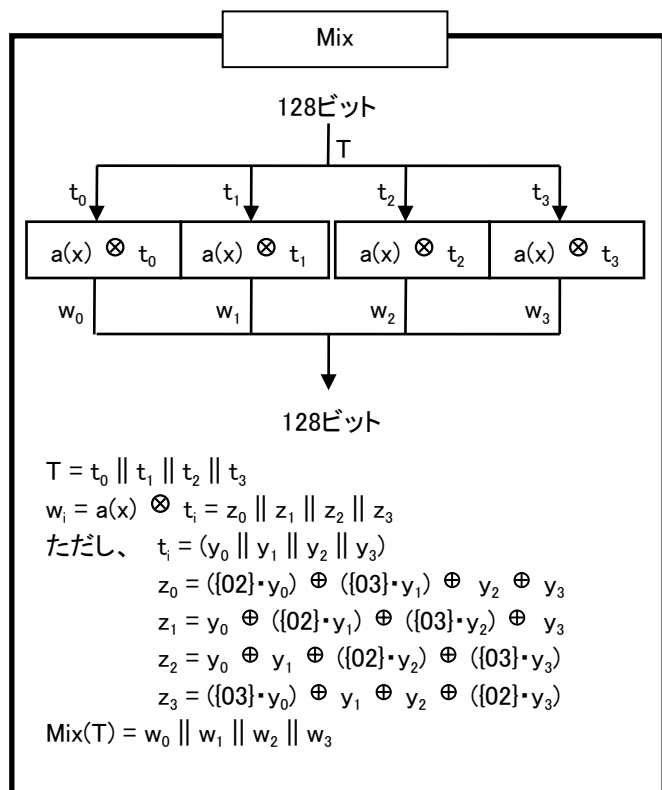 Mix
128ビット
T
t₀ t₁ t₂ t₃
a(x) ⊗ t₀ a(x) ⊗ t₁ a(x) ⊗ t₂ a(x) ⊗ t₃
w₀ w₁ w₂ w₃
128ビット
T = t₀ || t₁ || t₂ || t₃
wᵢ = a(x) ⊗ tᵢ = z₀ || z₁ || z₂ || z₃
ただし、 tᵢ = (y₀ || y₁ || y₂ || y₃)
z₀ = ({02}・y₀) ⊕ ({03}・y₁) ⊕ y₂ ⊕ y₃
z₁ = y₀ ⊕ ({02}・y₁) ⊕ ({03}・y₂) ⊕ y₃
z₂ = y₀ ⊕ y₁ ⊕ ({02}・y₂) ⊕ ({03}・y₃)
z₃ = ({03}・y₀) ⊕ y₁ ⊕ y₂ ⊕ ({02}・y₃)
Mix(T) = w₀ || w₁ || w₂ || w₃